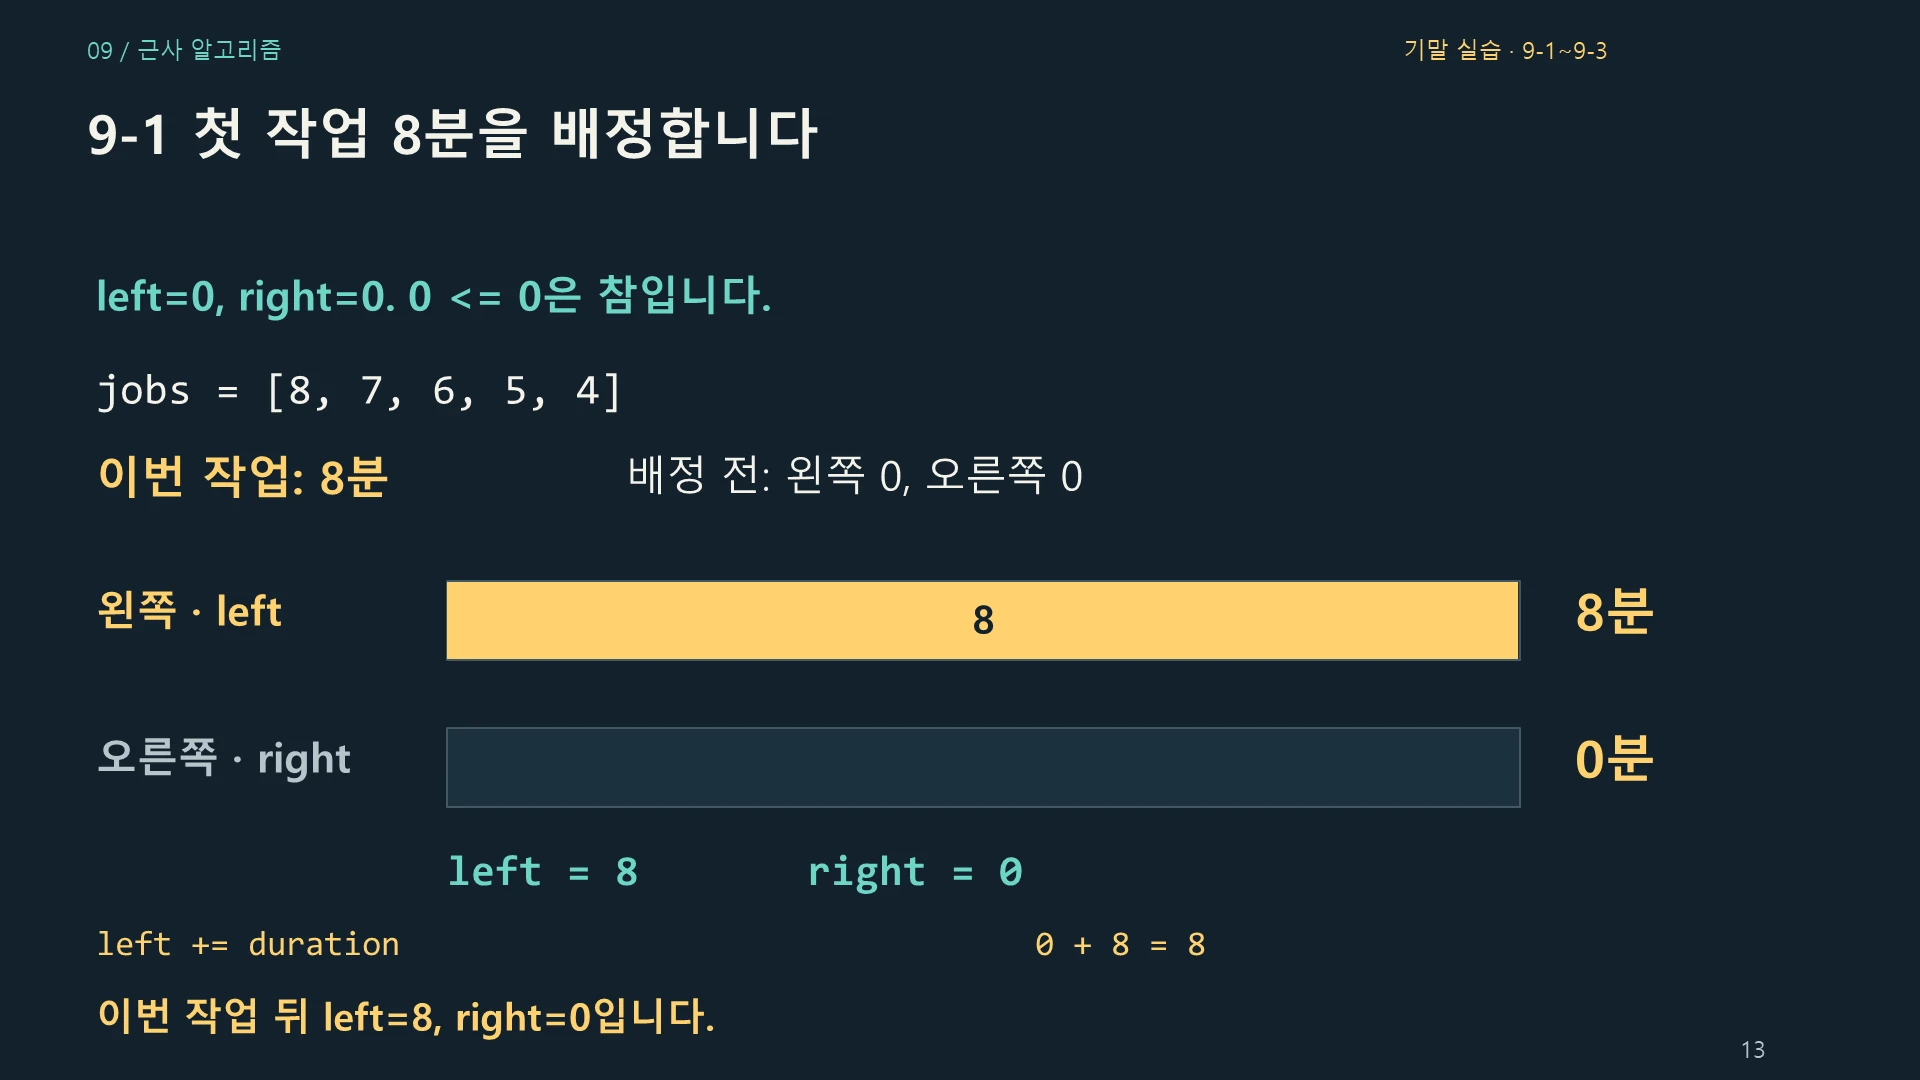 09 / 근사 알고리즘
기말 실습 · 9-1~9-3
9-1 첫 작업 8분을 배정합니다
left=0, right=0. 0 <= 0은 참입니다.
jobs = [8, 7, 6, 5, 4]
이번 작업: 8분
배정 전: 왼쪽 0, 오른쪽 0
왼쪽 · left
8
8분
오른쪽 · right
0분
left = 8
right = 0
left += duration
0 + 8 = 8
이번 작업 뒤 left=8, right=0입니다.
13